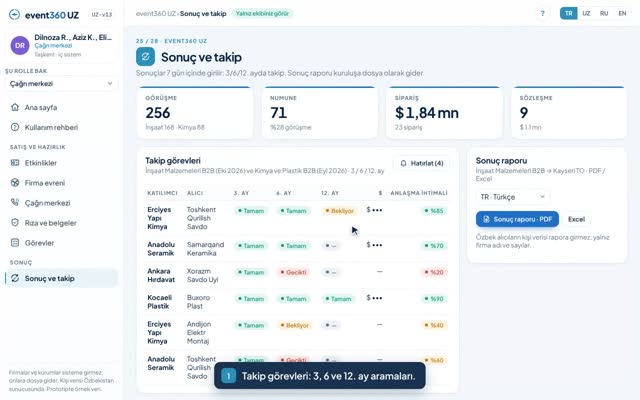 event360 UZ
UZ · v13
DR
Dilnoza R., Aziz K., Eli...
Çağrı merkezi
Taşkent · iç sistem
ŞU ROLLE BAK
Çağrı merkezi
Ana sayfa
Kullanım rehberi
SATIŞ VE HAZIRLIK
Etkinlikler
Firma evreni
Çağrı merkezi
Rıza ve belgeler
Görevler
SONUÇ
Sonuç ve takip
Firmalar ve kurumlar sisteme girmez;
onlara dosya gider. Kişi verisi Özbekistan
sunucusunda. Prototipte örnek veri.
event360 UZ › Sonuç ve takip
Yalnız ekibiniz görür
?
TR UZ RU EN
25 / 28 · EVENT360 UZ
Sonuç ve takip
Sonuçlar 7 gün içinde girilir; 3/6/12. ayda takip. Sonuç raporu kuruluşa dosya olarak gider
GÖRÜŞME
256
İnşaat 168 · Kimya 88
NUMUNE
71
%28 görüşme
SİPARİŞ
$ 1,84 mn
23 sipariş
SÖZLEŞME
9
$ 1,1 mn
Takip görevleri
İnşaat Malzemeleri B2B (Eki 2026) ve Kimya ve Plastik B2B (Eyl 2026) · 3 / 6 / 12. ay
Hatırlat (4)
KATILIMCI ALICI 3. AY 6. AY 12. AY $ ANLAŞMA İHTİMALİ
Erciyes Yapı Kimya Toshkent Qurilish Savdo Tamam Tamam Bekliyor $ ••• %85
Anadolu Seramik Samarqand Keramika Tamam Tamam — $ ••• %70
Ankara Hırdavat Xorazm Savdo Uyi Tamam Gecikti — — %20
Kocaeli Plastik Buxoro Plast Tamam Tamam Tamam $ ••• %90
Erciyes Yapı Kimya Andijon Elektr Montaj Tamam Bekliyor — — %40
Anadolu Seramik Toshkent Qurilish Savdo Tamam Gecikti — — %60
Sonuç raporu
İnşaat Malzemeleri B2B → Kayseri TO · PDF /
Excel
TR · Türkçe
Sonuç raporu · PDF
Excel
Özbek alıcıların kişi verisi rapora girmez; yalnız
firma adı ve sayılar.
1 Takip görevleri: 3, 6 ve 12. ay aramaları.